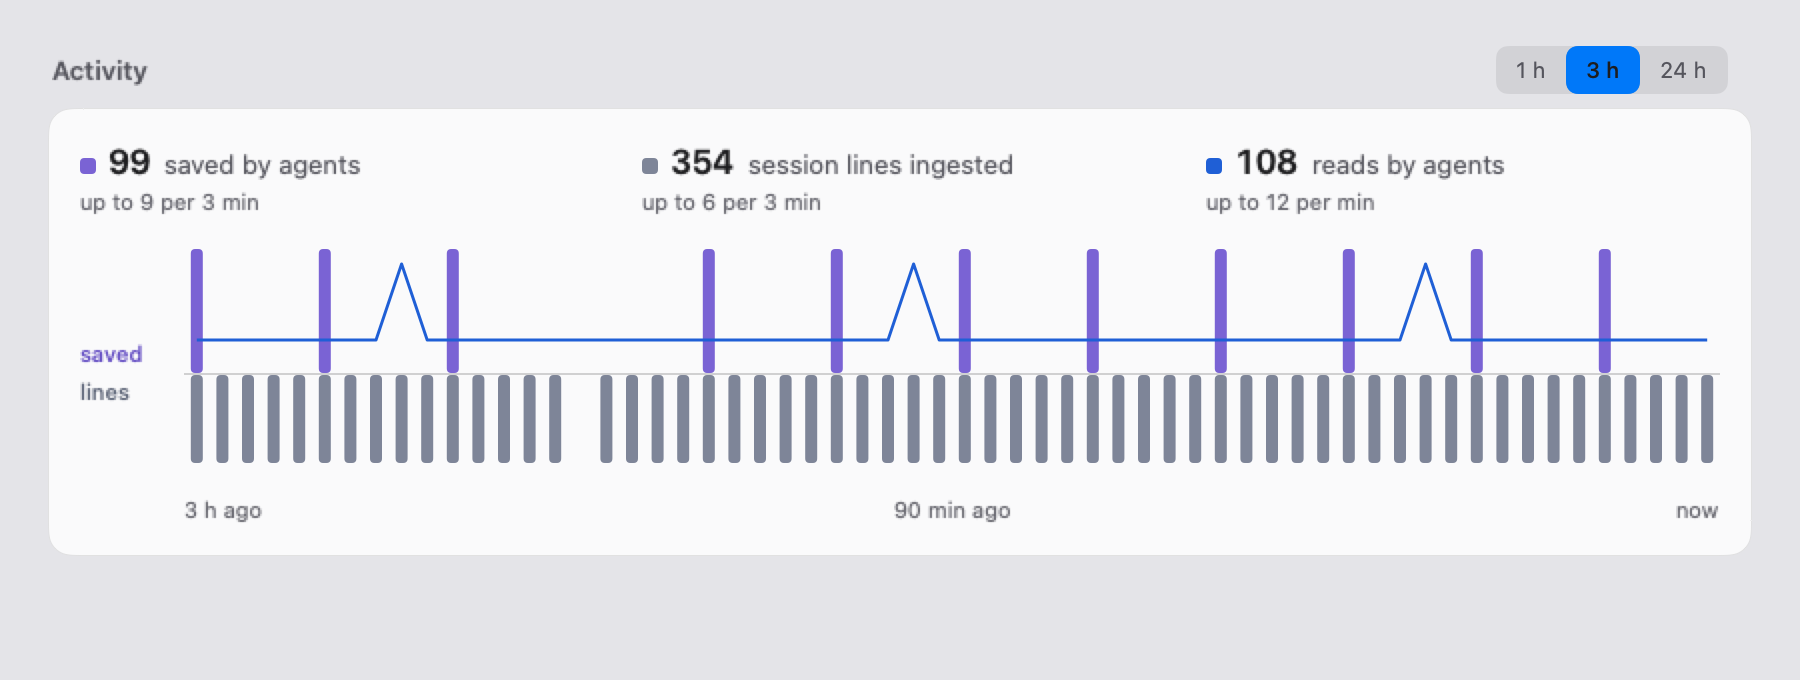 Activity
1 h 3 h 24 h
99 saved by agents
up to 9 per 3 min
354 session lines ingested
up to 6 per 3 min
108 reads by agents
up to 12 per min
saved
lines
3 h ago 90 min ago now